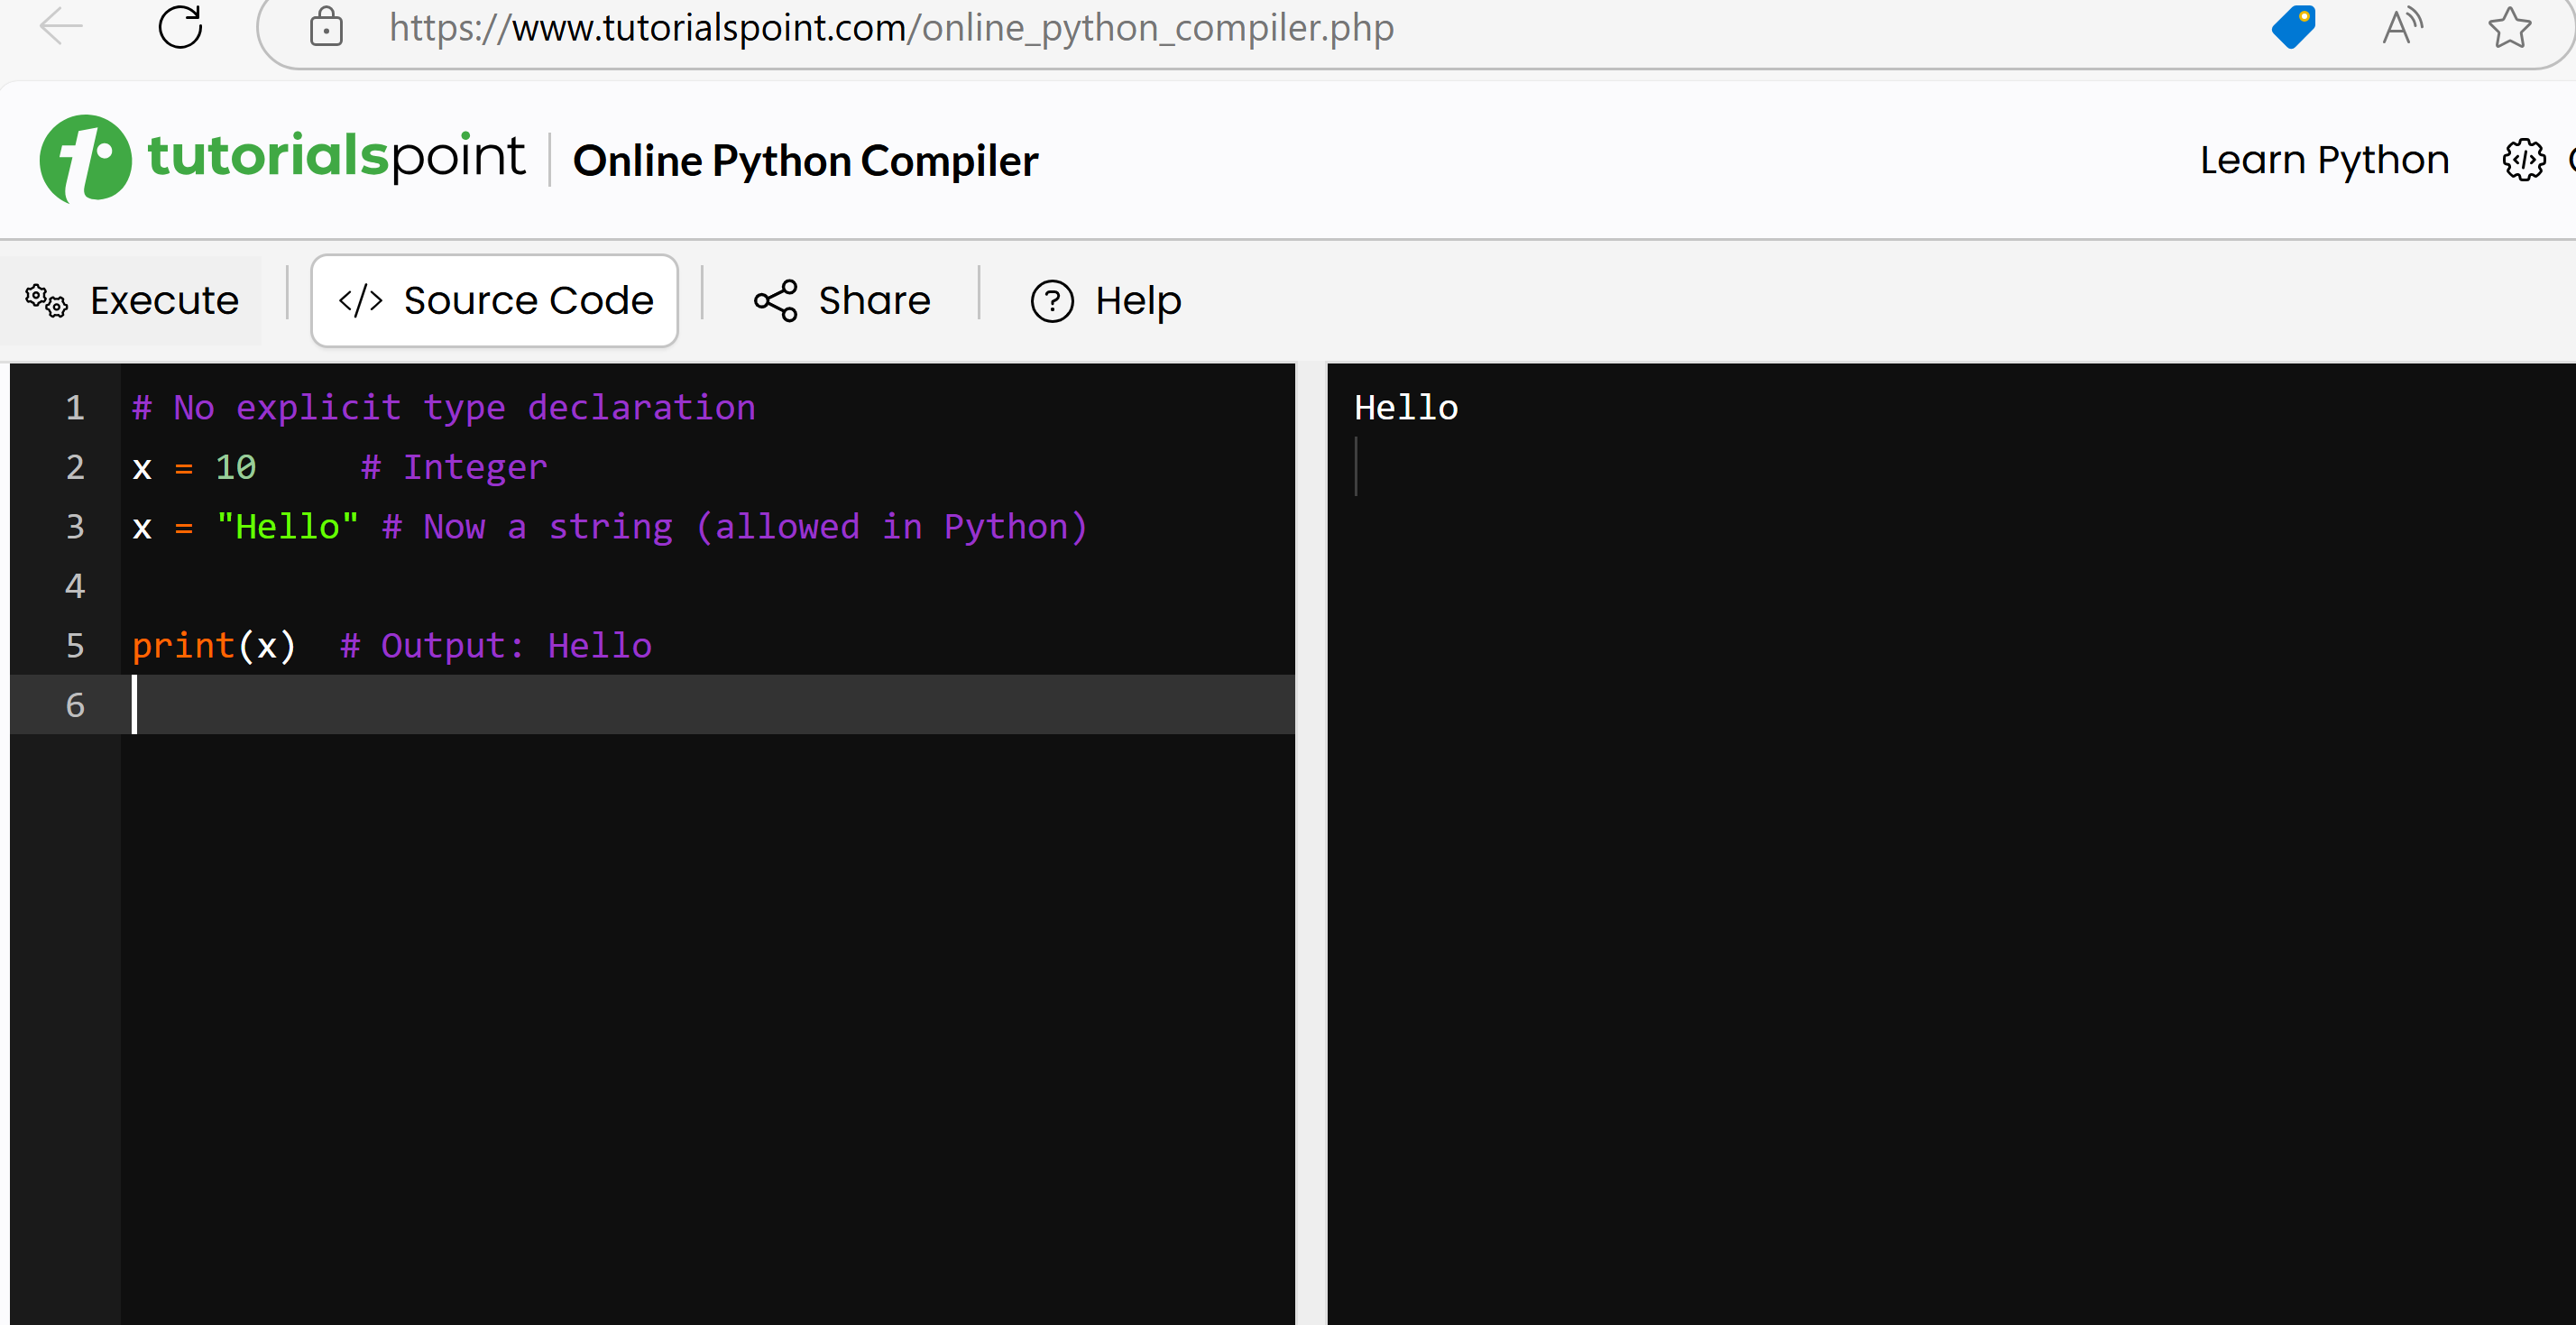 https://www.tutorialspoint.com/online_python_compiler.php
tutorialspoint Online Python Compiler
Learn Python
Execute
</> Source Code
Share
Help
1 # No explicit type declaration
2 x = 10     # Integer
3 x = "Hello" # Now a string (allowed in Python)
4
5 print(x)  # Output: Hello
6
Hello